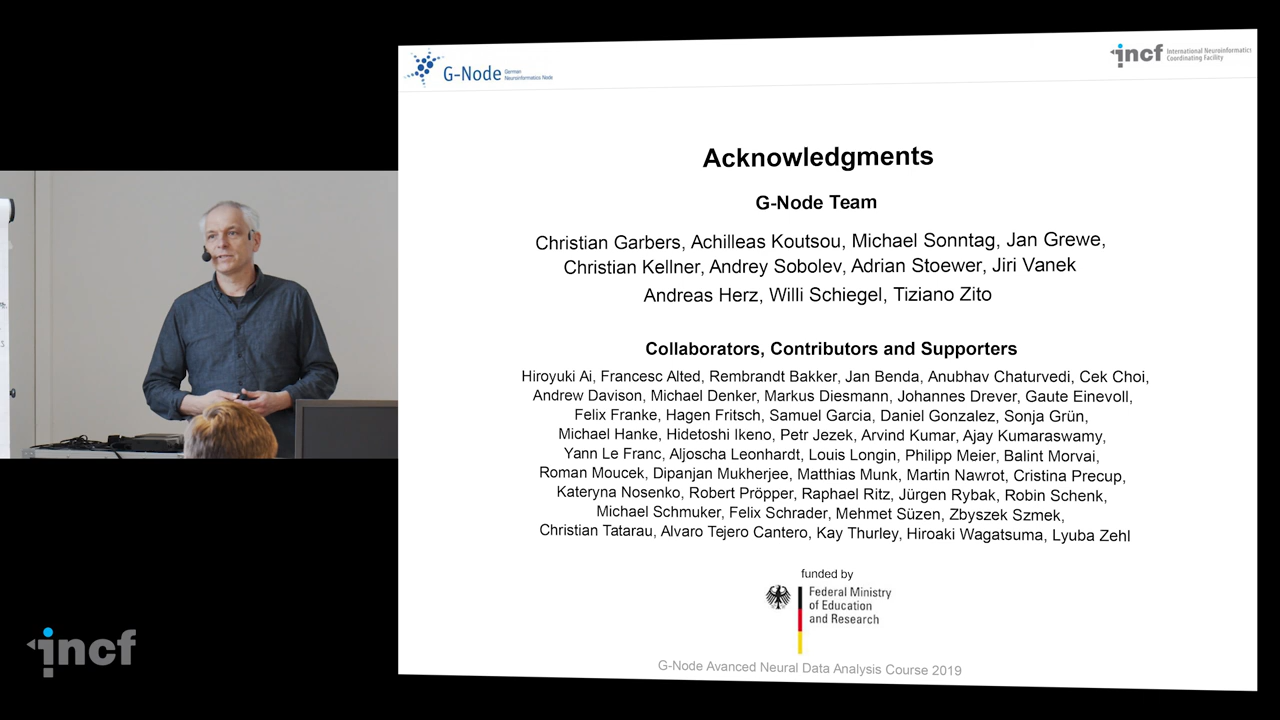 G-Node German Neuroinformatics Node
incf International Neuroinformatics Coordinating Facility
Acknowledgments
G-Node Team
Christian Garbers, Achilleas Koutsou, Michael Sonntag, Jan Grewe,
Christian Kellner, Andrey Sobolev, Adrian Stoewer, Jiri Vanek
Andreas Herz, Willi Schiegel, Tiziano Zito
Collaborators, Contributors and Supporters
Hiroyuki Ai, Francesc Alted, Rembrandt Bakker, Jan Benda, Anubhav Chaturvedi, Cek Choi,
Andrew Davison, Michael Denker, Markus Diesmann, Johannes Drever, Gaute Einevoll,
Felix Franke, Hagen Fritsch, Samuel Garcia, Daniel Gonzalez, Sonja Grün,
Michael Hanke, Hidetoshi Ikeno, Petr Jezek, Arvind Kumar, Ajay Kumaraswamy,
Yann Le Franc, Aljoscha Leonhardt, Louis Longin, Philipp Meier, Balint Morvai,
Roman Moucek, Dipanjan Mukherjee, Matthias Munk, Martin Nawrot, Cristina Precup,
Kateryna Nosenko, Robert Pröpper, Raphael Ritz, Jürgen Rybak, Robin Schenk,
Michael Schmuker, Felix Schrader, Mehmet Süzen, Zbyszek Szmek,
Christian Tatarau, Alvaro Tejero Cantero, Kay Thurley, Hiroaki Wagatsuma, Lyuba Zehl
funded by
Federal Ministry
of Education
and Research
G-Node Avanced Neural Data Analysis Course 2019
incf